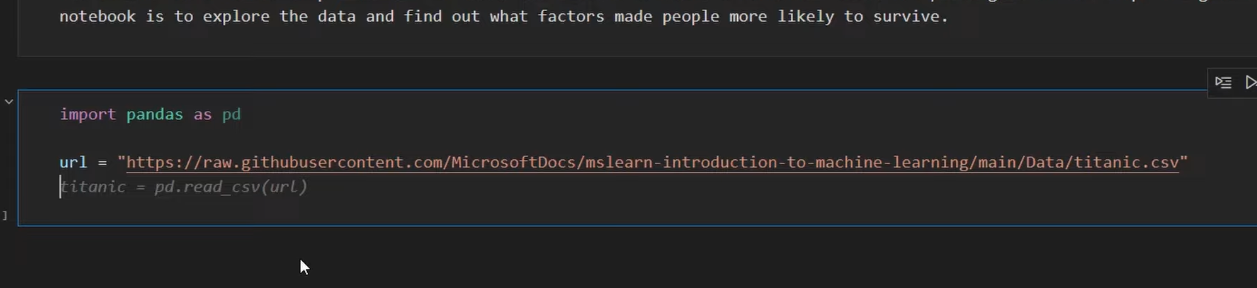 notebook is to explore the data and find out what factors made people more likely to survive.
import pandas as pd
url = "https://raw.githubusercontent.com/MicrosoftDocs/mslearn-introduction-to-machine-learning/main/Data/titanic.csv"
titanic = pd.read_csv(url)
]